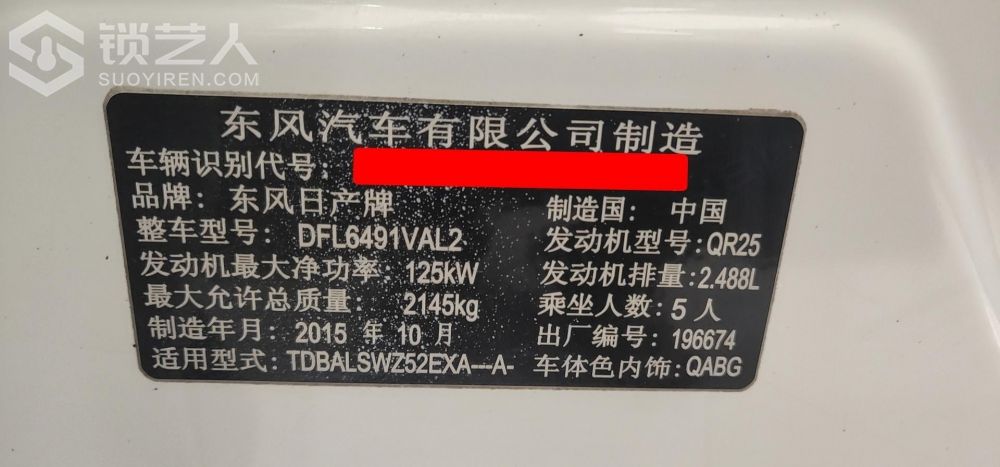 锁艺人
SUOYIREN.COM
东风汽车有限公司制造
车辆识别代号:
品牌: 东风日产牌 制造国: 中国
整车型号: DFL6491VAL2 发动机型号: QR25
发动机最大净功率: 125kW 发动机排量: 2.488L
最大允许总质量: 2145kg 乘坐人数: 5 人
制造年月: 2015 年 10 月 出厂编号: 196674
适用型式: TDBALSWZ52EXA---A- 车体色内饰: QABG